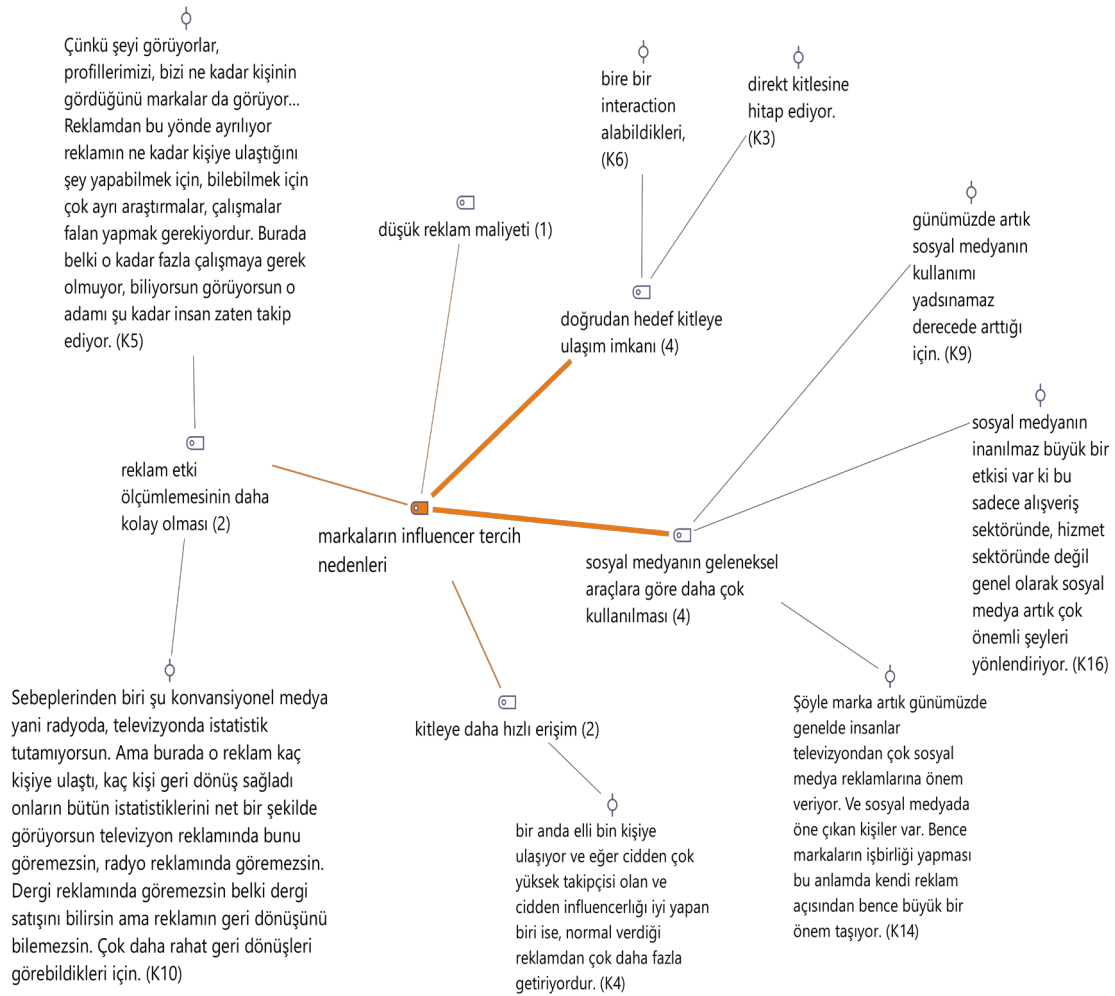 Çünkü şeyi görüyorlar,
profillerimizi, bizi ne kadar kişinin
gördüğünü markalar da görüyor...
Reklamdan bu yönde ayrılıyor
reklamın ne kadar kişiye ulaştığını
şey yapabilmek için, bilebilmek için
çok ayrı araştırmalar, çalışmalar
falan yapmak gerekiyordur. Burada
belki o kadar fazla çalışmaya gerek
olmuyor, biliyorsun görüyorsun o
adamı şu kadar insan zaten takip
ediyor. (K5)
bire bir
interaction
alabildikleri,
(K6)
direkt kitlesine
hitap ediyor.
(K3)
düşük reklam maliyeti (1)
doğrudan hedef kitleye
ulaşım imkanı (4)
günümüzde artık
sosyal medyanın
kullanımı
yadsınamaz
derecede arttığı
için. (K9)
reklam etki
ölçümlemesinin daha
kolay olması (2)
markaların influencer tercih
nedenleri
sosyal medyanın geleneksel
araçlara göre daha çok
kullanılması (4)
sosyal medyanın
inanılmaz büyük bir
etkisi var ki bu
sadece alışveriş
sektöründe, hizmet
sektöründe değil
genel olarak sosyal
medya artık çok
önemli şeyleri
yönlendiriyor. (K16)
Sebeplerinden biri şu konvansiyonel medya
yani radyoda, televizyonda istatistik
tutamıyorsun. Ama burada o reklam kaç
kişiye ulaştı, kaç kişi geri dönüş sağladı
onların bütün istatistiklerini net bir şekilde
görüyorsun televizyon reklamında bunu
göremezsin, radyo reklamında göremezsin.
Dergi reklamında göremezsin belki dergi
satışını bilirsin ama reklamın geri dönüşünü
bilemezsin. Çok daha rahat geri dönüşleri
görebildikleri için. (K10)
kitleye daha hızlı erişim (2)
bir anda elli bin kişiye
ulaşıyor ve eğer cidden çok
yüksek takipçisi olan ve
cidden influencerlığı iyi yapan
biri ise, normal verdiği
reklamdan çok daha fazla
getiriyordur. (K4)
Şöyle marka artık günümüzde
genelde insanlar
televizyondan çok sosyal
medya reklamlarına önem
veriyor. Ve sosyal medyada
öne çıkan kişiler var. Bence
markaların işbirliği yapması
bu anlamda kendi reklam
açısından bence büyük bir
önem taşıyor. (K14)